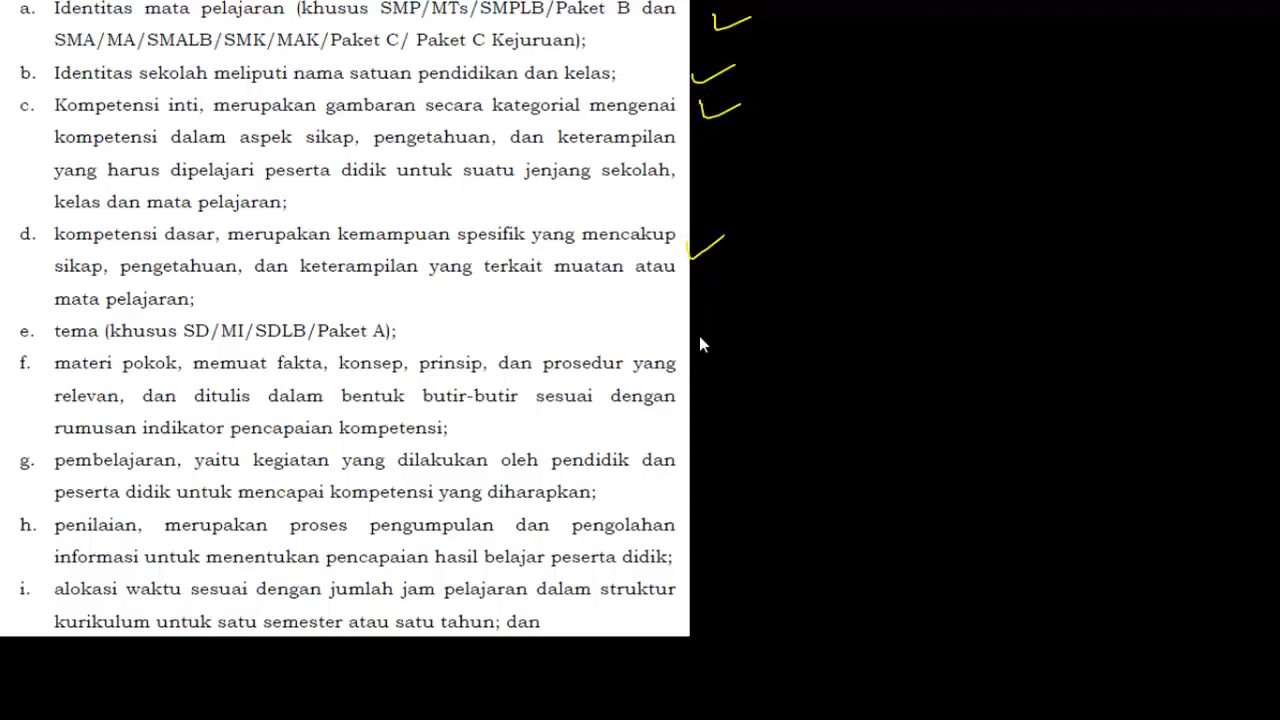 a. Identitas mata pelajaran (khusus SMP/MTs/SMPLB/Paket B dan
SMA/MA/SMALB/SMK/MAK/Paket C/ Paket C Kejuruan);
b. Identitas sekolah meliputi nama satuan pendidikan dan kelas;
c. Kompetensi inti, merupakan gambaran secara kategorial mengenai
kompetensi dalam aspek sikap, pengetahuan, dan keterampilan
yang harus dipelajari peserta didik untuk suatu jenjang sekolah,
kelas dan mata pelajaran;
d. kompetensi dasar, merupakan kemampuan spesifik yang mencakup
sikap, pengetahuan, dan keterampilan yang terkait muatan atau
mata pelajaran;
e. tema (khusus SD/MI/SDLB/Paket A);
f. materi pokok, memuat fakta, konsep, prinsip, dan prosedur yang
relevan, dan ditulis dalam bentuk butir-butir sesuai dengan
rumusan indikator pencapaian kompetensi;
g. pembelajaran, yaitu kegiatan yang dilakukan oleh pendidik dan
peserta didik untuk mencapai kompetensi yang diharapkan;
h. penilaian, merupakan proses pengumpulan dan pengolahan
informasi untuk menentukan pencapaian hasil belajar peserta didik;
i. alokasi waktu sesuai dengan jumlah jam pelajaran dalam struktur
kurikulum untuk satu semester atau satu tahun; dan